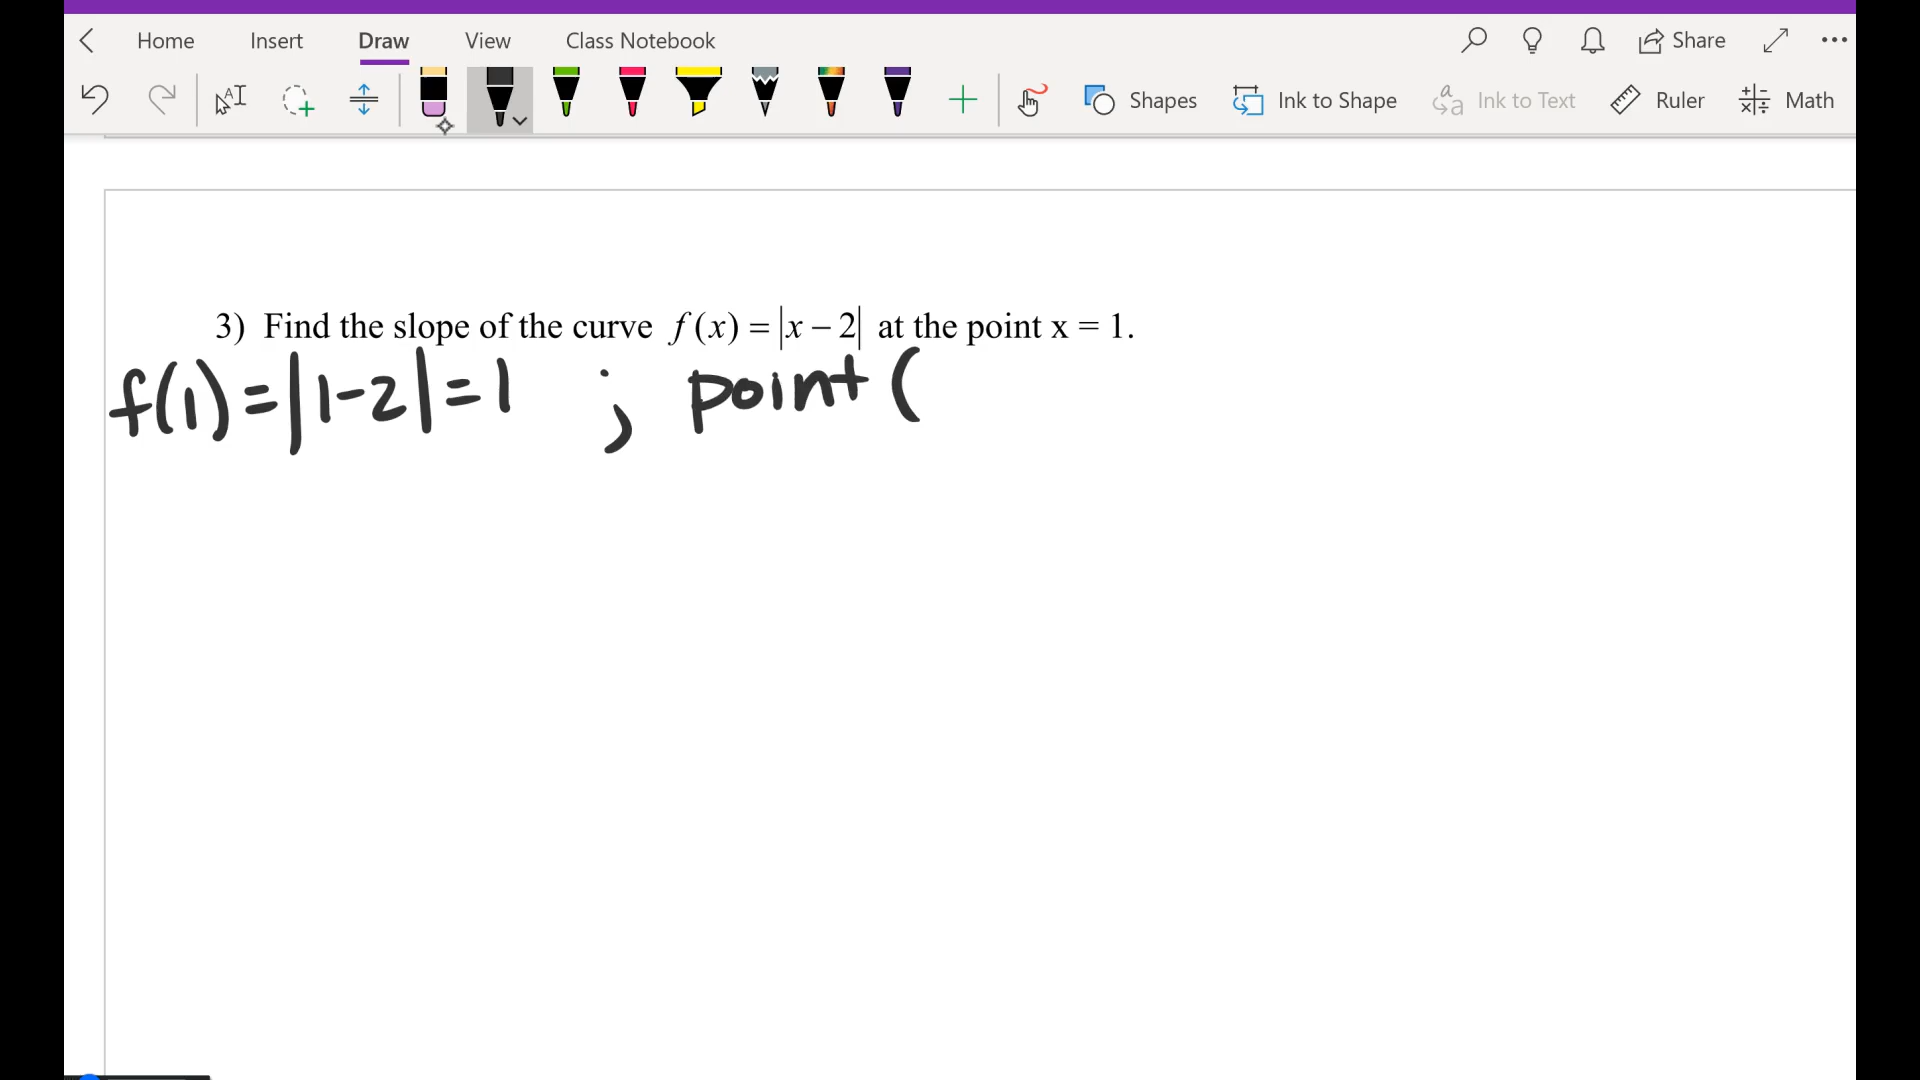 Home Insert Draw View Class Notebook Share
Shapes Ink to Shape Ink to Text Ruler Math
3) Find the slope of the curve f(x) = |x − 2| at the point x = 1.
f(1) = |1-2| = 1 ; point (